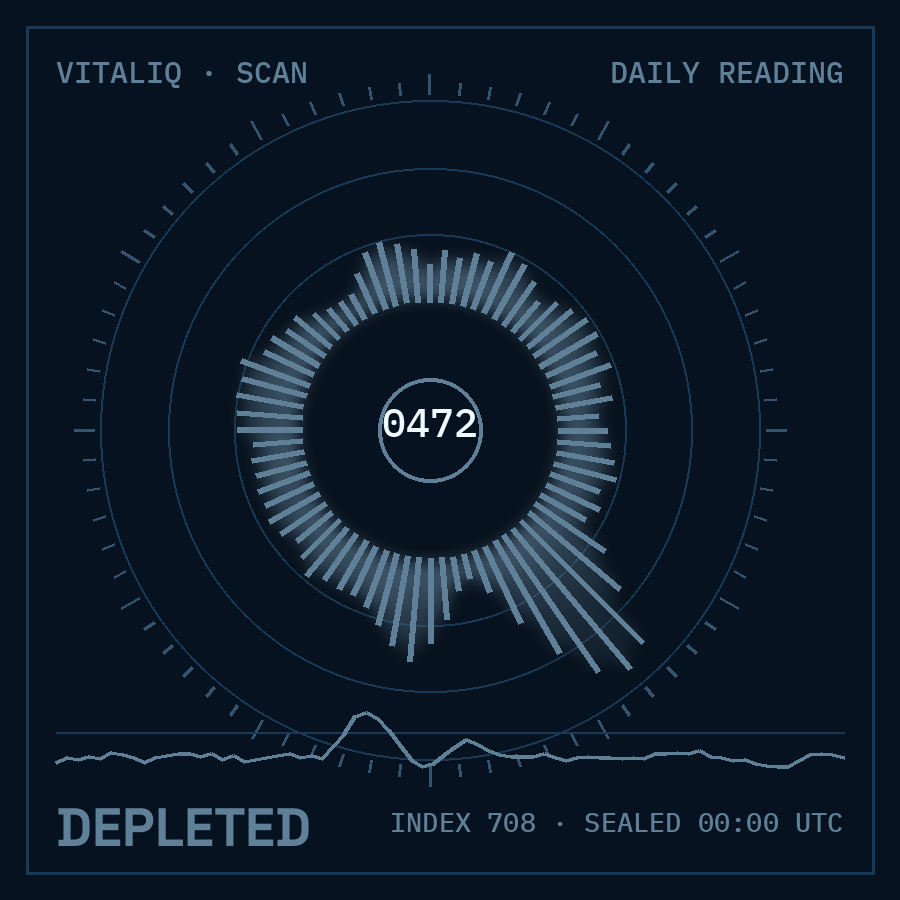 VITALIQ · SCAN
DAILY READING
0472
DEPLETED
INDEX 708 · SEALED 00:00 UTC